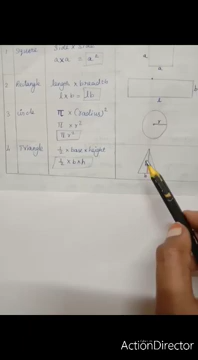 1 Square side x side a
a x a = a²
a
2 Rectangle length x breadth b
l x b = lb
l
3 Circle π x (radius)² r
π x r²
π r²
4 Triangle ½ x base x height h
½ x b x h
b
ActionDirector